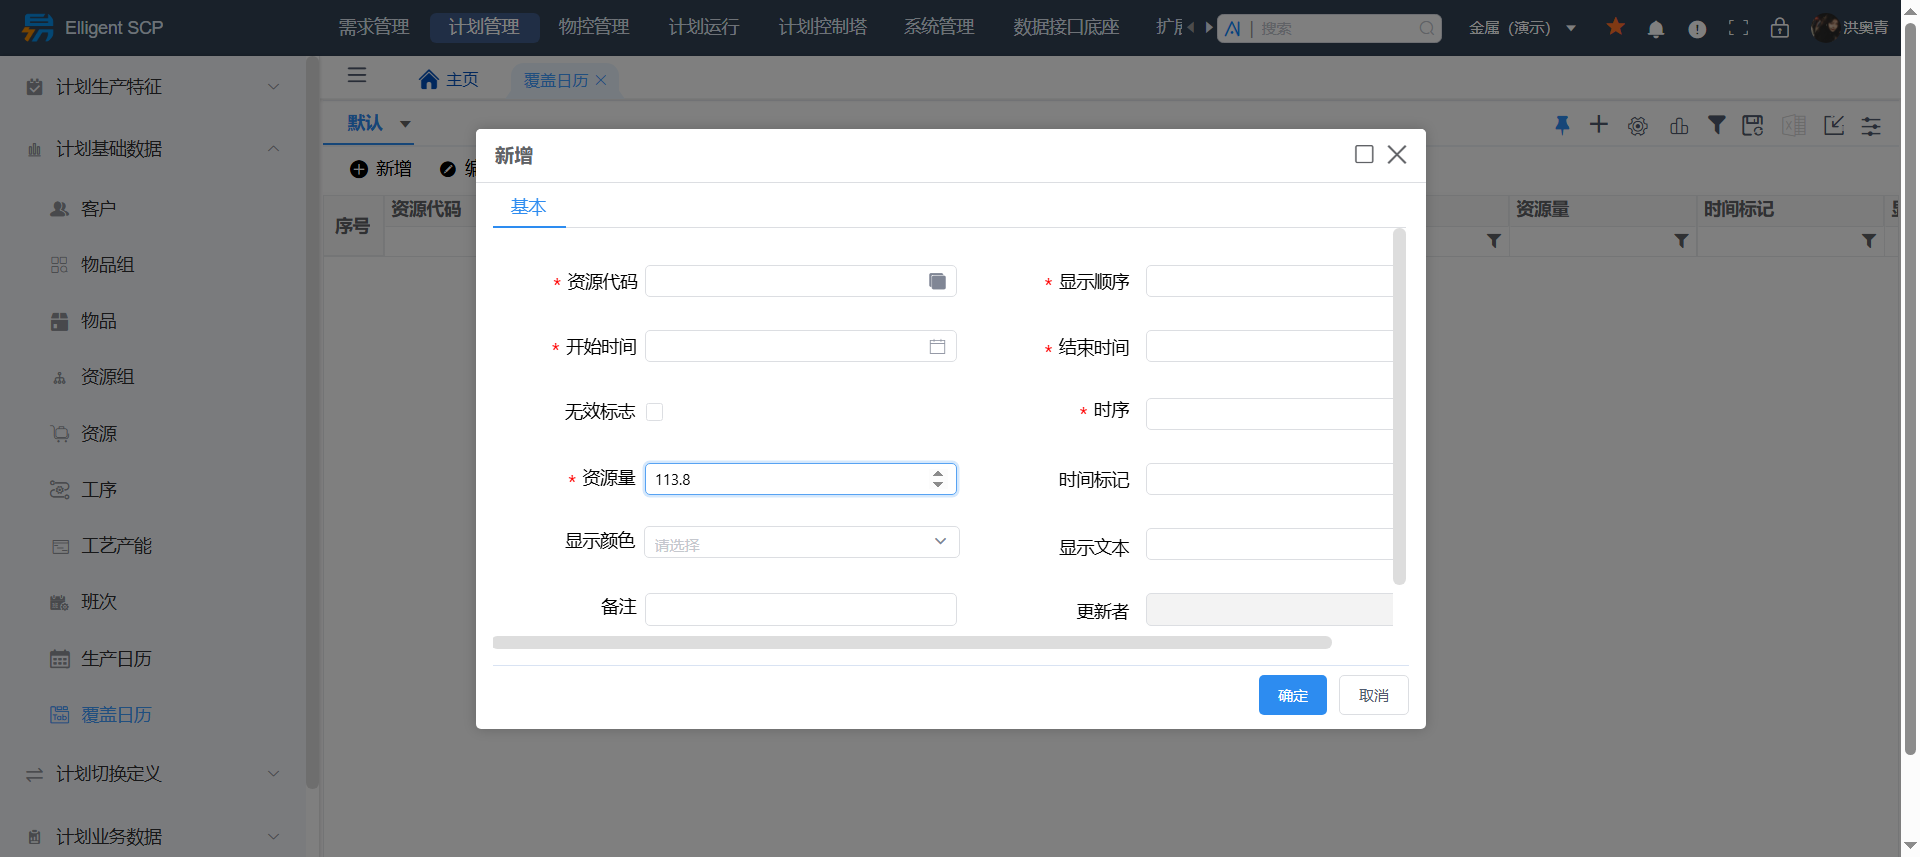 Elligent SCP
需求管理
计划管理
物控管理
计划运行
计划控制塔
系统管理
数据接口底座
AI | 搜索
金属（演示）
洪奥青
计划生产特征
计划基础数据
客户
物品组
物品
资源组
资源
工序
工艺产能
班次
生产日历
覆盖日历
计划切换定义
计划业务数据
主页
覆盖日历
默认
新增
序号
资源代码
资源量
时间标记
新增
基本
* 资源代码
* 显示顺序
* 开始时间
* 结束时间
无效标志
* 时序
* 资源量
113.8
时间标记
显示颜色
请选择
显示文本
备注
更新者
确定
取消